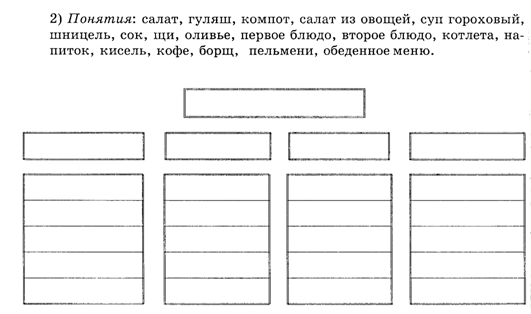 2) Понятия: салат, гуляш, компот, салат из овощей, суп гороховый,
шницель, сок, щи, оливье, первое блюдо, второе блюдо, котлета, на-
питок, кисель, кофе, борщ, пельмени, обеденное меню.